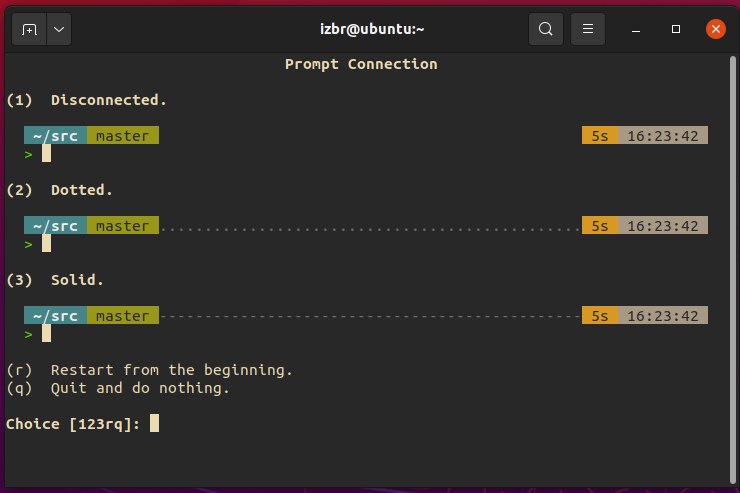 izbr@ubuntu:~
Prompt Connection
(1) Disconnected.
~/src master 5s 16:23:42
>
(2) Dotted.
~/src master ............................................... 5s 16:23:42
>
(3) Solid.
~/src master ----------------------------------------------- 5s 16:23:42
>
(r) Restart from the beginning.
(q) Quit and do nothing.
Choice [123rq]: